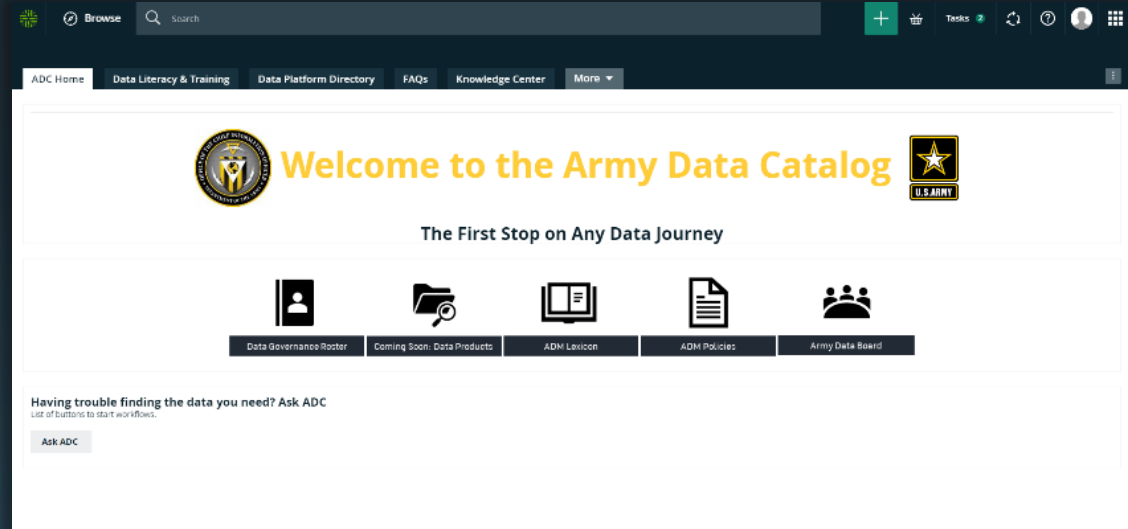 Browse
Search
Tasks 2
ADC Home
Data Literacy & Training
Data Platform Directory
FAQs
Knowledge Center
More
Welcome to the Army Data Catalog
U.S.ARMY
The First Stop on Any Data Journey
Data Governance Roster
Coming Soon: Data Products
ADM Lexicon
ADM Policies
Army Data Board
Having trouble finding the data you need? Ask ADC
List of buttons to start workflows.
Ask ADC